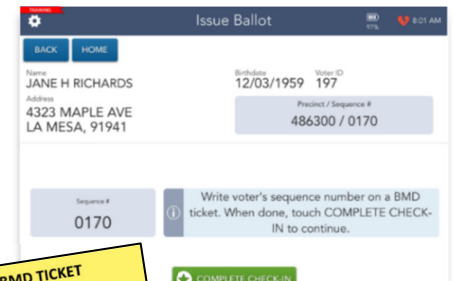 TRAINING
Issue Ballot
97%
8:01 AM
BACK
HOME
Name
JANE H RICHARDS
Birthdate
12/03/1959
Voter ID
197
Address
4323 MAPLE AVE
LA MESA, 91941
Precinct / Sequence #
486300 / 0170
Sequence #
0170
Write voter's sequence number on a BMD
ticket. When done, touch COMPLETE CHECK-
IN to continue.
BMD TICKET
COMPLETE CHECK-IN